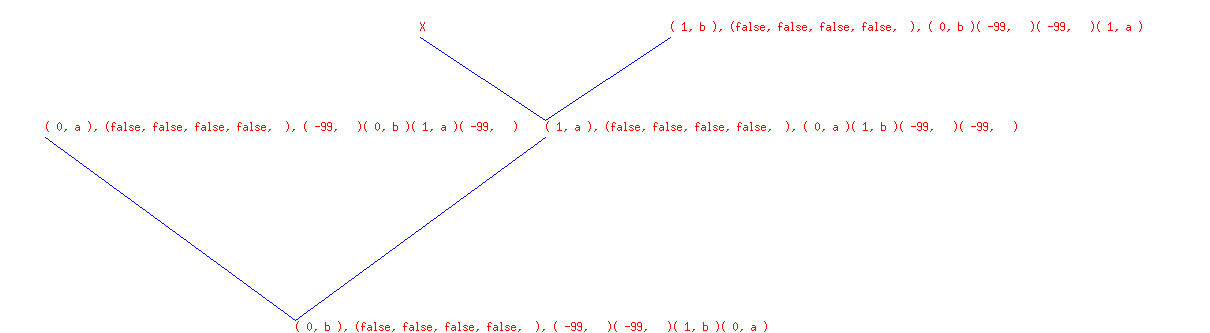 X
( 1, b ), (false, false, false, false,  ), ( 0, b )( -99,   )( -99,   )( 1, a )
( 0, a ), (false, false, false, false,  ), ( -99,   )( 0, b )( 1, a )( -99,   )
( 1, a ), (false, false, false, false,  ), ( 0, a )( 1, b )( -99,   )( -99,   )
( 0, b ), (false, false, false, false,  ), ( -99,   )( -99,   )( 1, b )( 0, a )